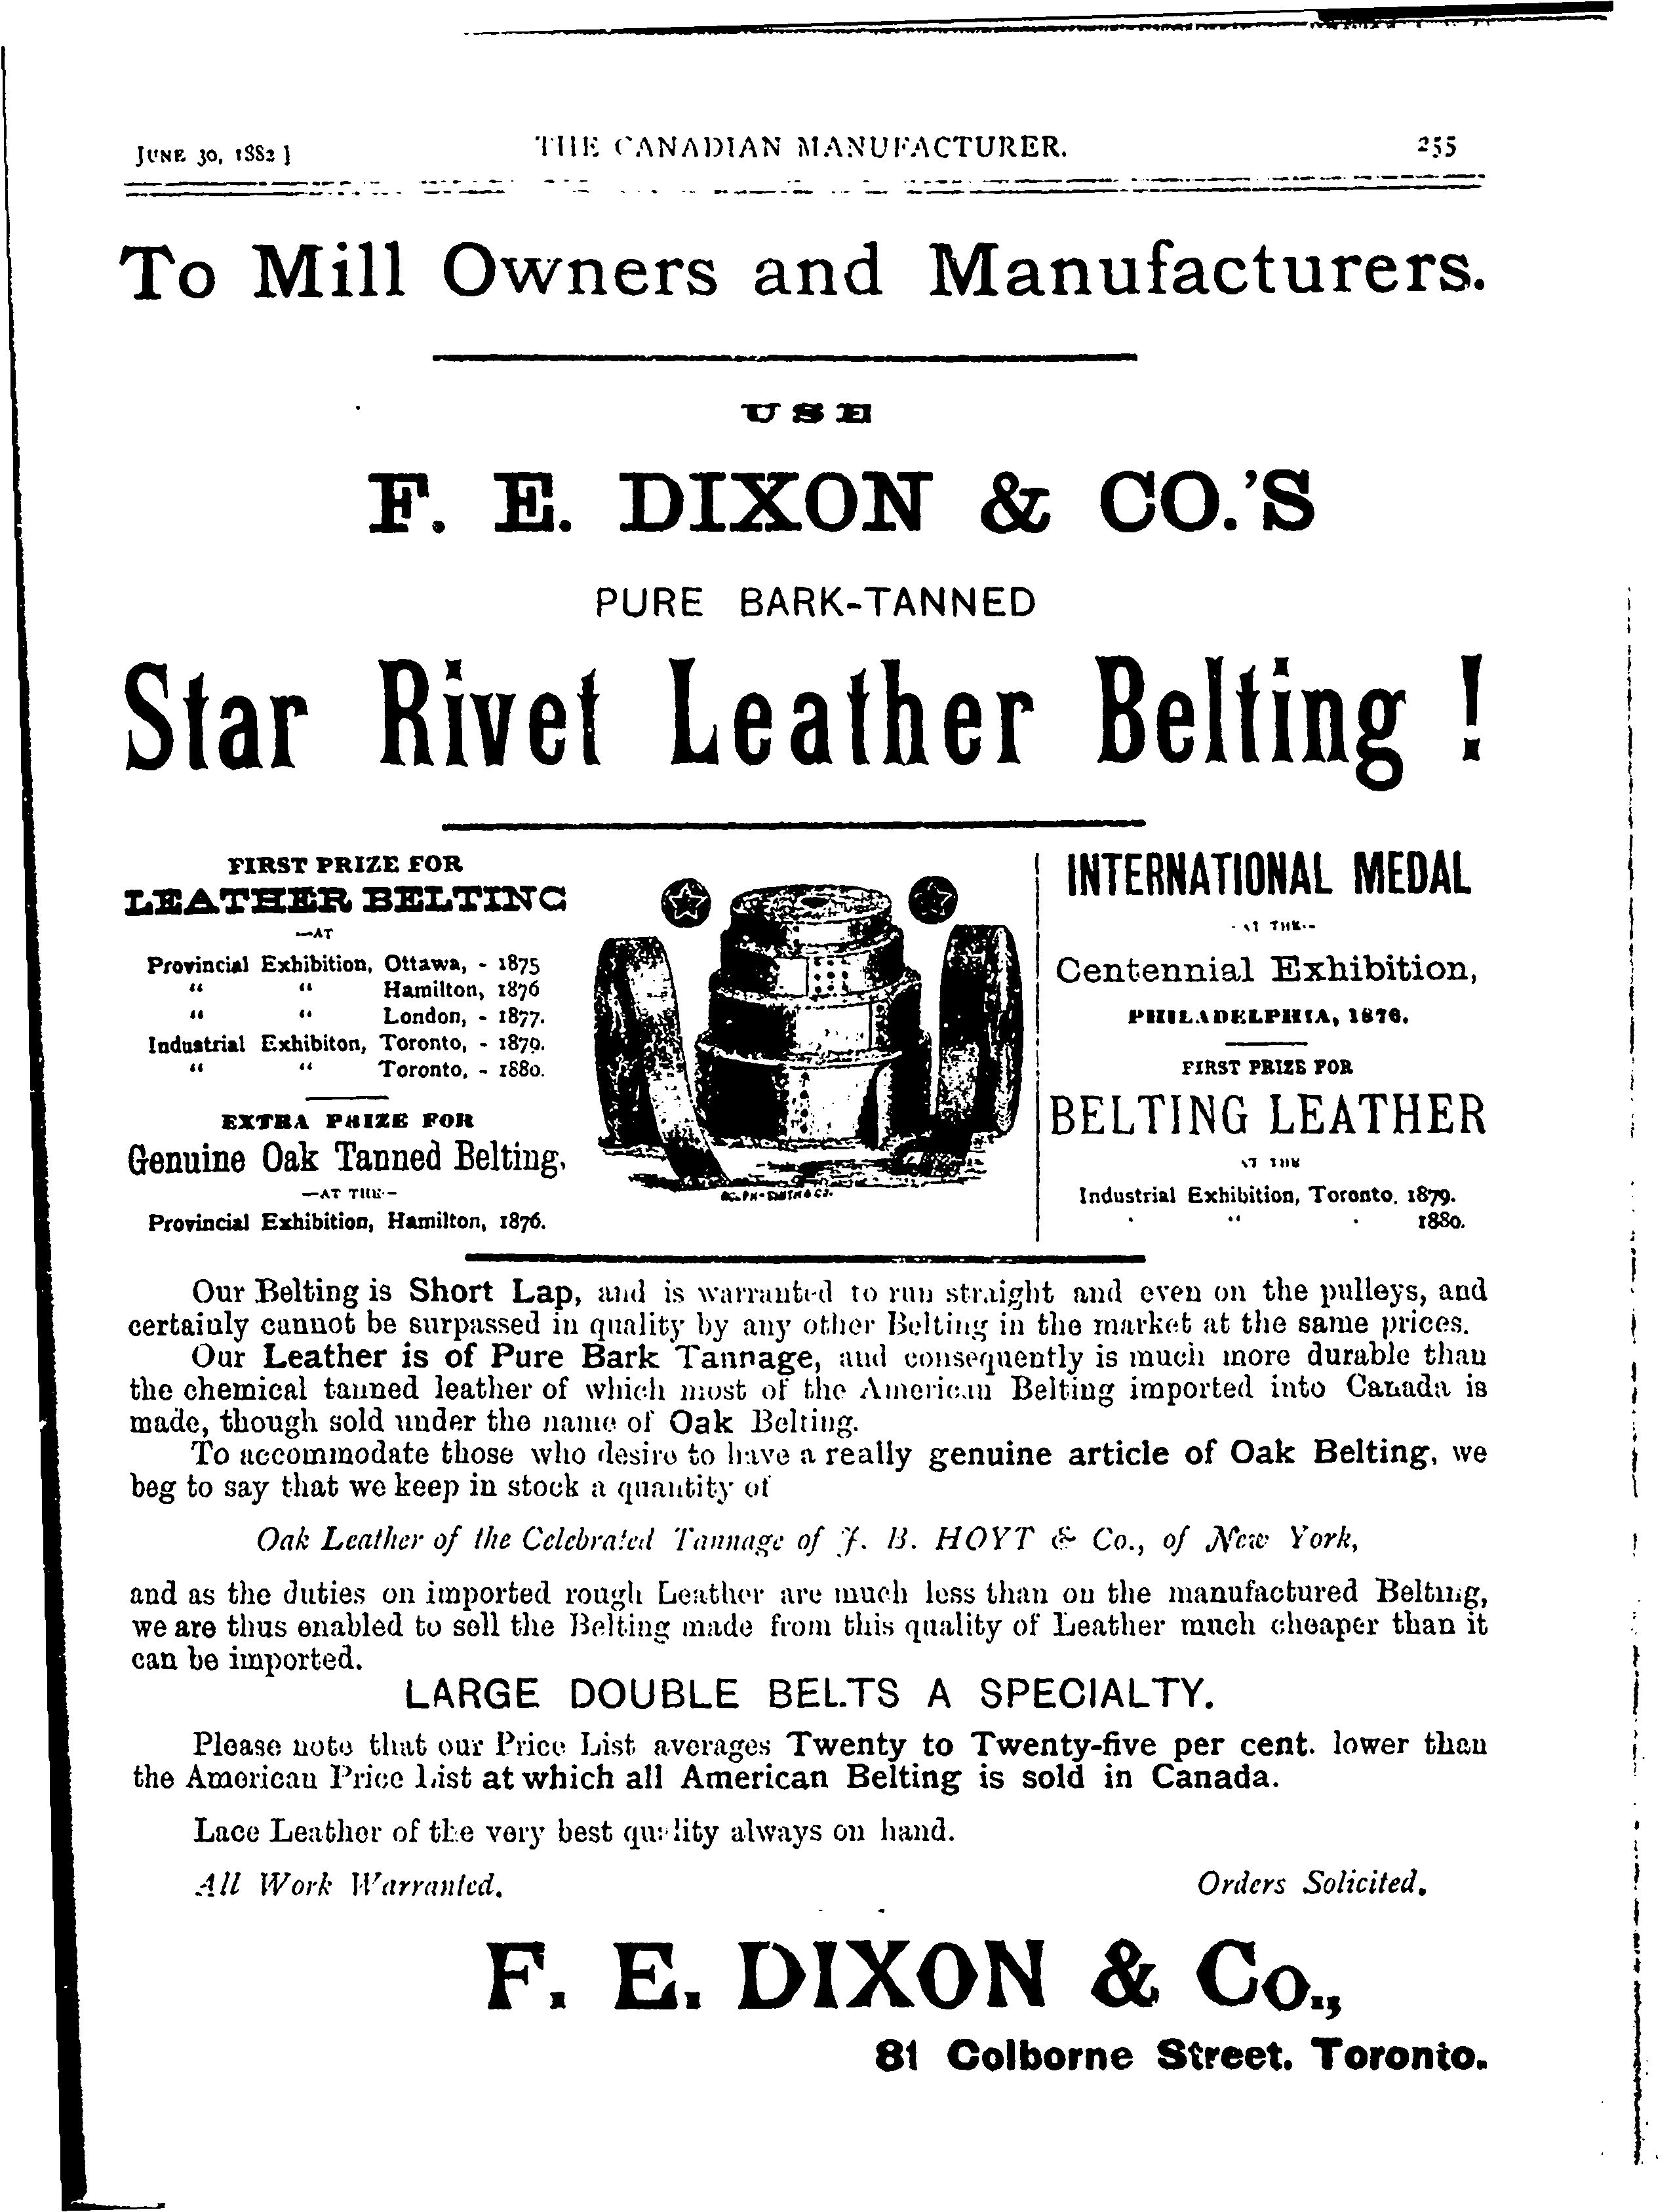 JUNE 30, 1882]
THE CANADIAN MANUFACTURER.
255
To Mill Owners and Manufacturers.
USE
F. E. DIXON & CO.'S
PURE BARK-TANNED
Star Rivet Leather Belting !
FIRST PRIZE FOR
LEATHER BELTING
—AT
Provincial Exhibition, Ottawa, - 1875
“ “ Hamilton, 1876
“ “ London, - 1877.
Industrial Exhibiton, Toronto, - 1879.
“ “ Toronto, - 1880.
EXTRA PRIZE FOR
Genuine Oak Tanned Belting,
—AT THE—
Provincial Exhibition, Hamilton, 1876.
INTERNATIONAL MEDAL
- AT THE--
Centennial Exhibition,
PHILADELPHIA, 1876.
FIRST PRIZE FOR
BELTING LEATHER
AT THE
Industrial Exhibition, Toronto, 1879.
“ 1880.
Our Belting is Short Lap, and is warranted to run straight and even on the pulleys, and
certainly cannot be surpassed in quality by any other Belting in the market at the same prices.
Our Leather is of Pure Bark Tannage, and consequently is much more durable than
the chemical tanned leather of which most of the American Belting imported into Canada is
made, though sold under the name of Oak Belting.
To accommodate those who desire to have a really genuine article of Oak Belting, we
beg to say that we keep in stock a quantity of
Oak Leather of the Celebrated Tannage of J. B. HOYT & Co., of New York,
and as the duties on imported rough Leather are much less than on the manufactured Belting,
we are thus enabled to sell the Belting made from this quality of Leather much cheaper than it
can be imported.
LARGE DOUBLE BELTS A SPECIALTY.
Please note that our Price List averages Twenty to Twenty-five per cent. lower than
the American Price List at which all American Belting is sold in Canada.
Lace Leather of the very best quality always on hand.
All Work Warranted.
Orders Solicited.
F. E. DIXON & Co.,
81 Colborne Street, Toronto.